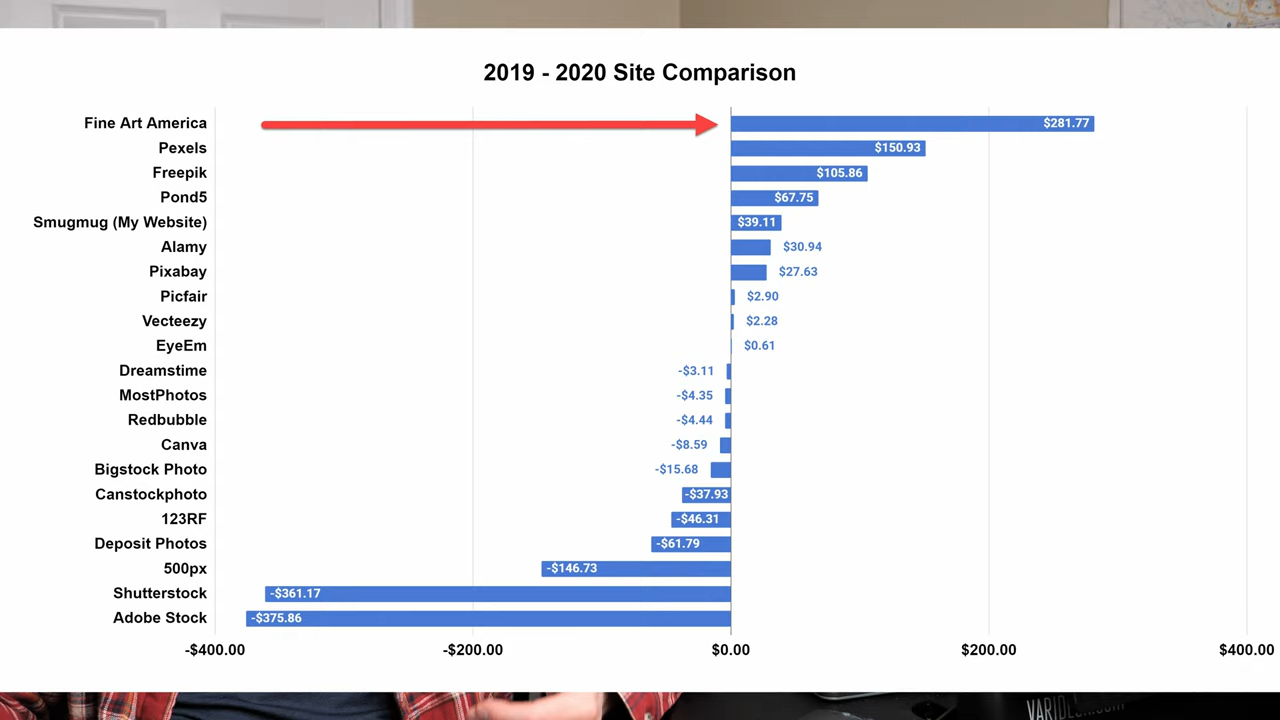 2019 - 2020 Site Comparison
Fine Art America $281.77
Pexels $150.93
Freepik $105.86
Pond5 $67.75
Smugmug (My Website) $39.11
Alamy $30.94
Pixabay $27.63
Picfair $2.90
Vecteezy $2.28
EyeEm $0.61
Dreamstime -$3.11
MostPhotos -$4.35
Redbubble -$4.44
Canva -$8.59
Bigstock Photo -$15.68
Canstockphoto -$37.93
123RF -$46.31
Deposit Photos -$61.79
500px -$146.73
Shutterstock -$361.17
Adobe Stock -$375.86
-$400.00 -$200.00 $0.00 $200.00 $400.00